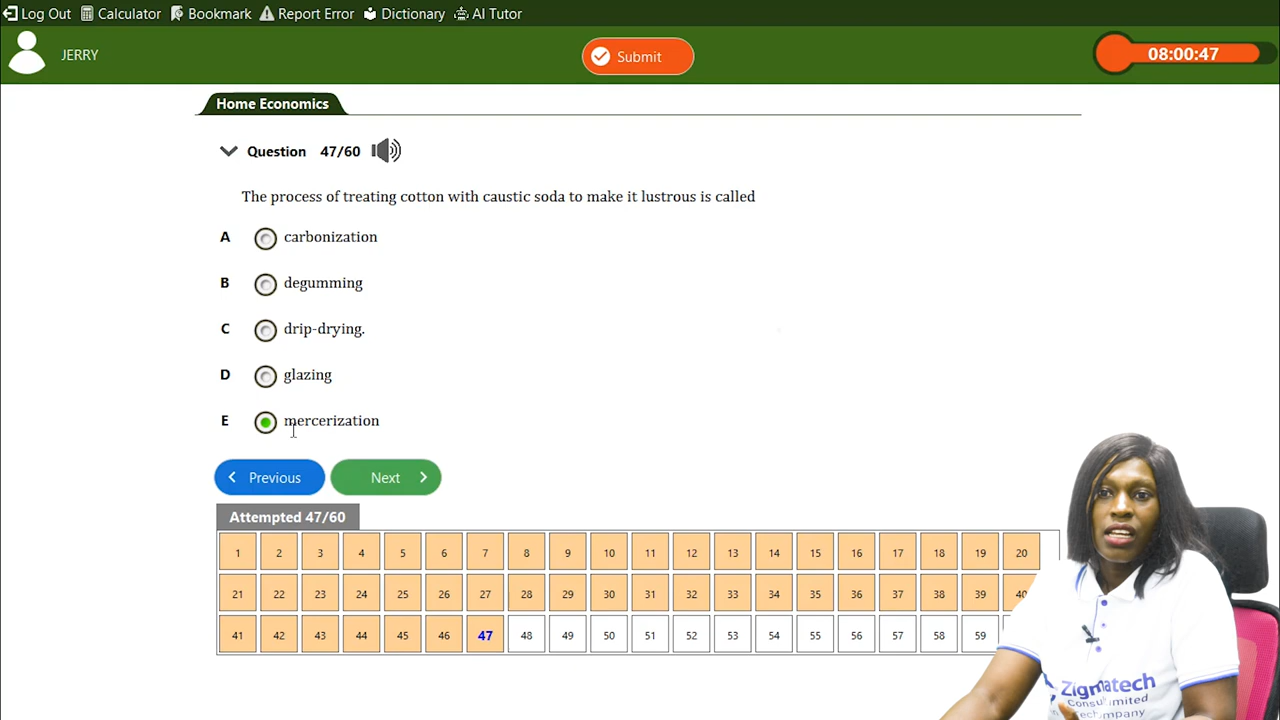 Log Out Calculator Bookmark Report Error Dictionary AI Tutor
JERRY
Submit
08:00:47
Home Economics
Question 47/60
The process of treating cotton with caustic soda to make it lustrous is called
A carbonization
B degumming
C drip-drying.
D glazing
E mercerization
Previous
Next
Attempted 47/60
1 2 3 4 5 6 7 8 9 10 11 12 13 14 15 16 17 18 19 20
21 22 23 24 25 26 27 28 29 30 31 32 33 34 35 36 37 38 39 40
41 42 43 44 45 46 47 48 49 50 51 52 53 54 55 56 57 58 59
Zigmatech